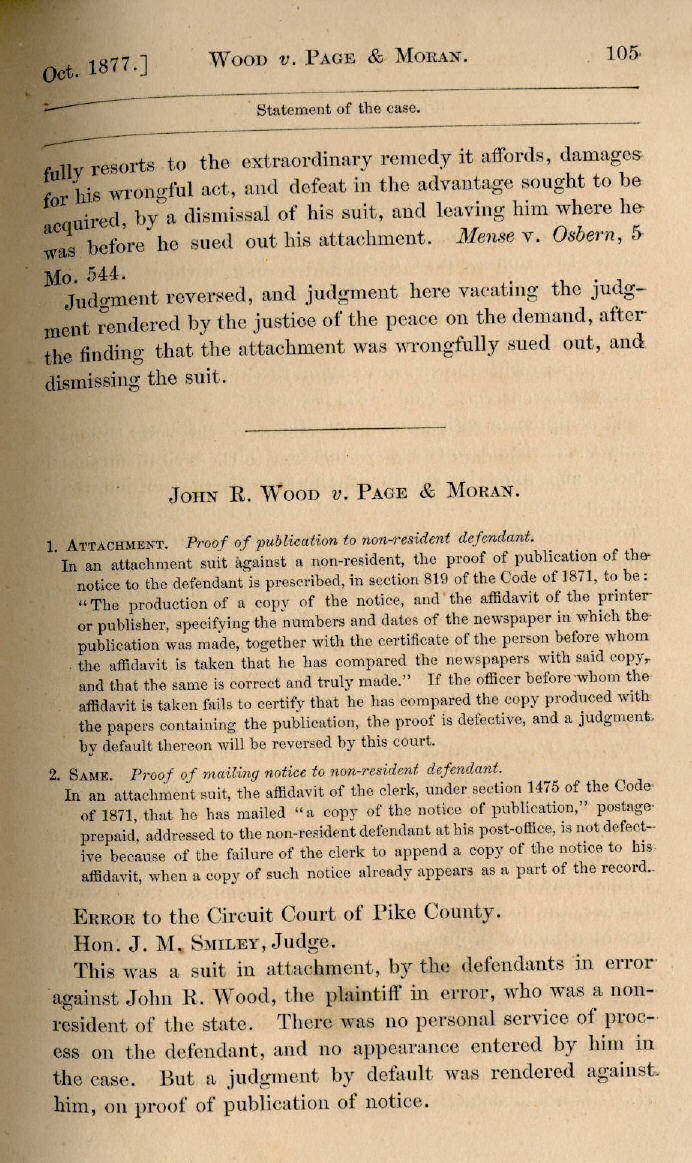 Oct. 1877.] WOOD v. PAGE & MORAN. 105
Statement of the case.
fully resorts to the extraordinary remedy it affords, damages
for his wrongful act, and defeat in the advantage sought to be
acquired, by a dismissal of his suit, and leaving him where he
was before he sued out his attachment. Mense v. Osbern, 5
Mo. 544.
Judgment reversed, and judgment here vacating the judg-
ment rendered by the justice of the peace on the demand, after
the finding that the attachment was wrongfully sued out, and
dismissing the suit.
JOHN R. WOOD v. PAGE & MORAN.
1. ATTACHMENT. Proof of publication to non-resident defendant.
In an attachment suit against a non-resident, the proof of publication of the
notice to the defendant is prescribed, in section 819 of the Code of 1871, to be:
"The production of a copy of the notice, and the affidavit of the printer
or publisher, specifying the numbers and dates of the newspaper in which the
publication was made, together with the certificate of the person before whom
the affidavit is taken that he has compared the newspapers with said copy,
and that the same is correct and truly made." If the officer before whom the
affidavit is taken fails to certify that he has compared the copy produced with
the papers containing the publication, the proof is defective, and a judgment
by default thereon will be reversed by this court.
2. SAME. Proof of mailing notice to non-resident defendant.
In an attachment suit, the affidavit of the clerk, under section 1475 of the Code
of 1871, that he has mailed "a copy of the notice of publication," postage
prepaid, addressed to the non-resident defendant at his post-office, is not defect-
ive because of the failure of the clerk to append a copy of the notice to his
affidavit, when a copy of such notice already appears as a part of the record.
ERROR to the Circuit Court of Pike County.
Hon. J. M. SMILEY, Judge.
This was a suit in attachment, by the defendants in error
against John R. Wood, the plaintiff in error, who was a non-
resident of the state. There was no personal service of proc-
ess on the defendant, and no appearance entered by him in
the case. But a judgment by default was rendered against
him, on proof of publication of notice.